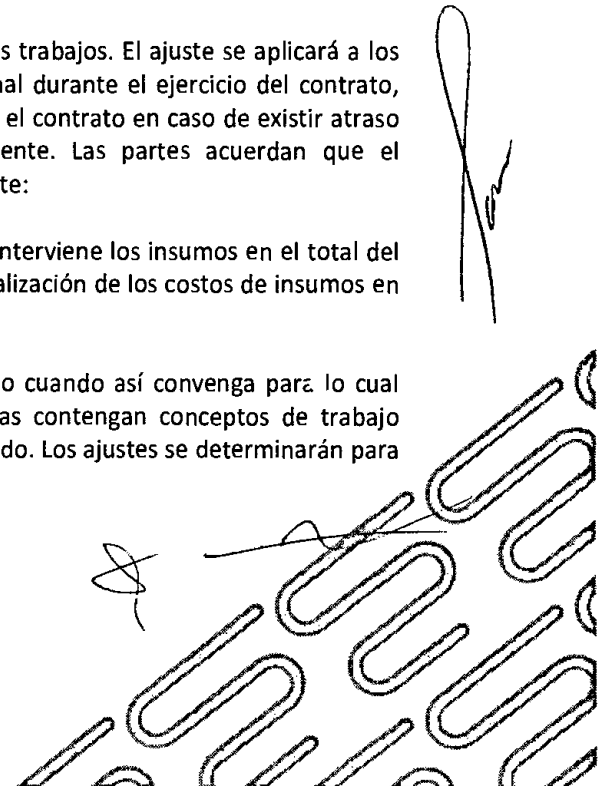 s trabajos. El ajuste se aplicará a los
nal durante el ejercicio del contrato,
el contrato en caso de existir atraso
ente. Las partes acuerdan que el
te:
nterviene los insumos en el total del
alización de los costos de insumos en
o cuando así convenga para lo cual
as contengan conceptos de trabajo
do. Los ajustes se determinarán para